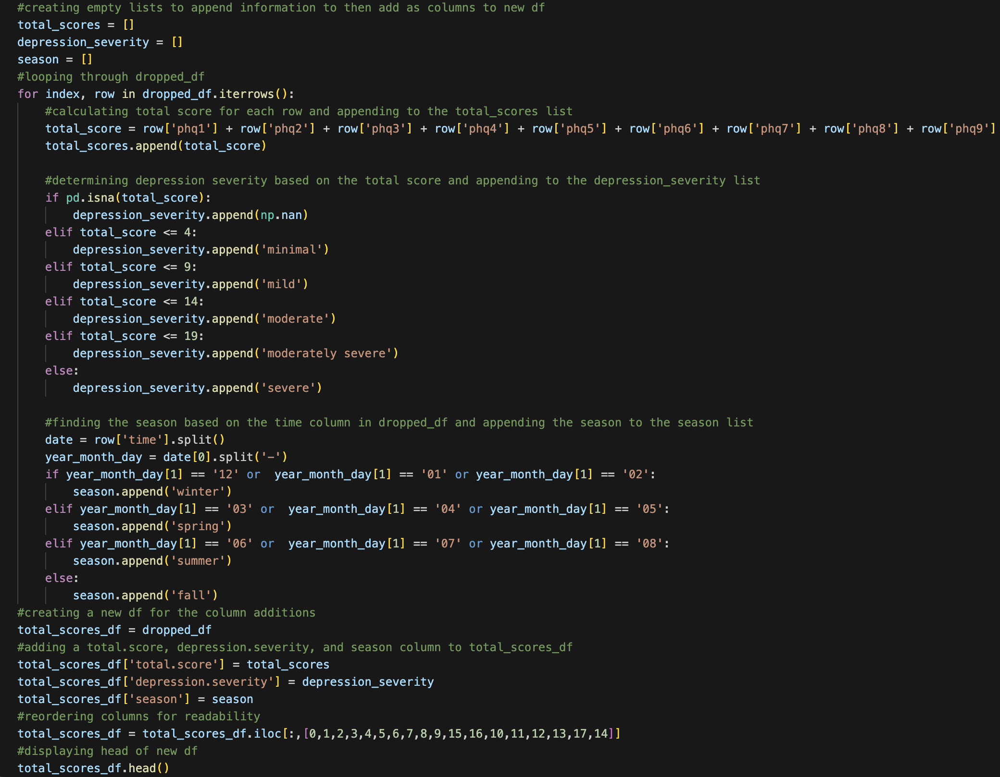 #creating empty lists to append information to then add as columns to new df
total_scores = []
depression_severity = []
season = []
#looping through dropped_df
for index, row in dropped_df.iterrows():
    #calculating total score for each row and appending to the total_scores list
    total_score = row['phq1'] + row['phq2'] + row['phq3'] + row['phq4'] + row['phq5'] + row['phq6'] + row['phq7'] + row['phq8'] + row['phq9']
    total_scores.append(total_score)

    #determining depression severity based on the total score and appending to the depression_severity list
    if pd.isna(total_score):
        depression_severity.append(np.nan)
    elif total_score <= 4:
        depression_severity.append('minimal')
    elif total_score <= 9:
        depression_severity.append('mild')
    elif total_score <= 14:
        depression_severity.append('moderate')
    elif total_score <= 19:
        depression_severity.append('moderately severe')
    else:
        depression_severity.append('severe')

    #finding the season based on the time column in dropped_df and appending the season to the season list
    date = row['time'].split()
    year_month_day = date[0].split('-')
    if year_month_day[1] == '12' or  year_month_day[1] == '01' or year_month_day[1] == '02':
        season.append('winter')
    elif year_month_day[1] == '03' or  year_month_day[1] == '04' or year_month_day[1] == '05':
        season.append('spring')
    elif year_month_day[1] == '06' or  year_month_day[1] == '07' or year_month_day[1] == '08':
        season.append('summer')
    else:
        season.append('fall')
#creating a new df for the column additions
total_scores_df = dropped_df
#adding a total.score, depression.severity, and season column to total_scores_df
total_scores_df['total.score'] = total_scores
total_scores_df['depression.severity'] = depression_severity
total_scores_df['season'] = season
#reordering columns for readability
total_scores_df = total_scores_df.iloc[:,[0,1,2,3,4,5,6,7,8,9,15,16,10,11,12,13,17,14]]
#displaying head of new df
total_scores_df.head()